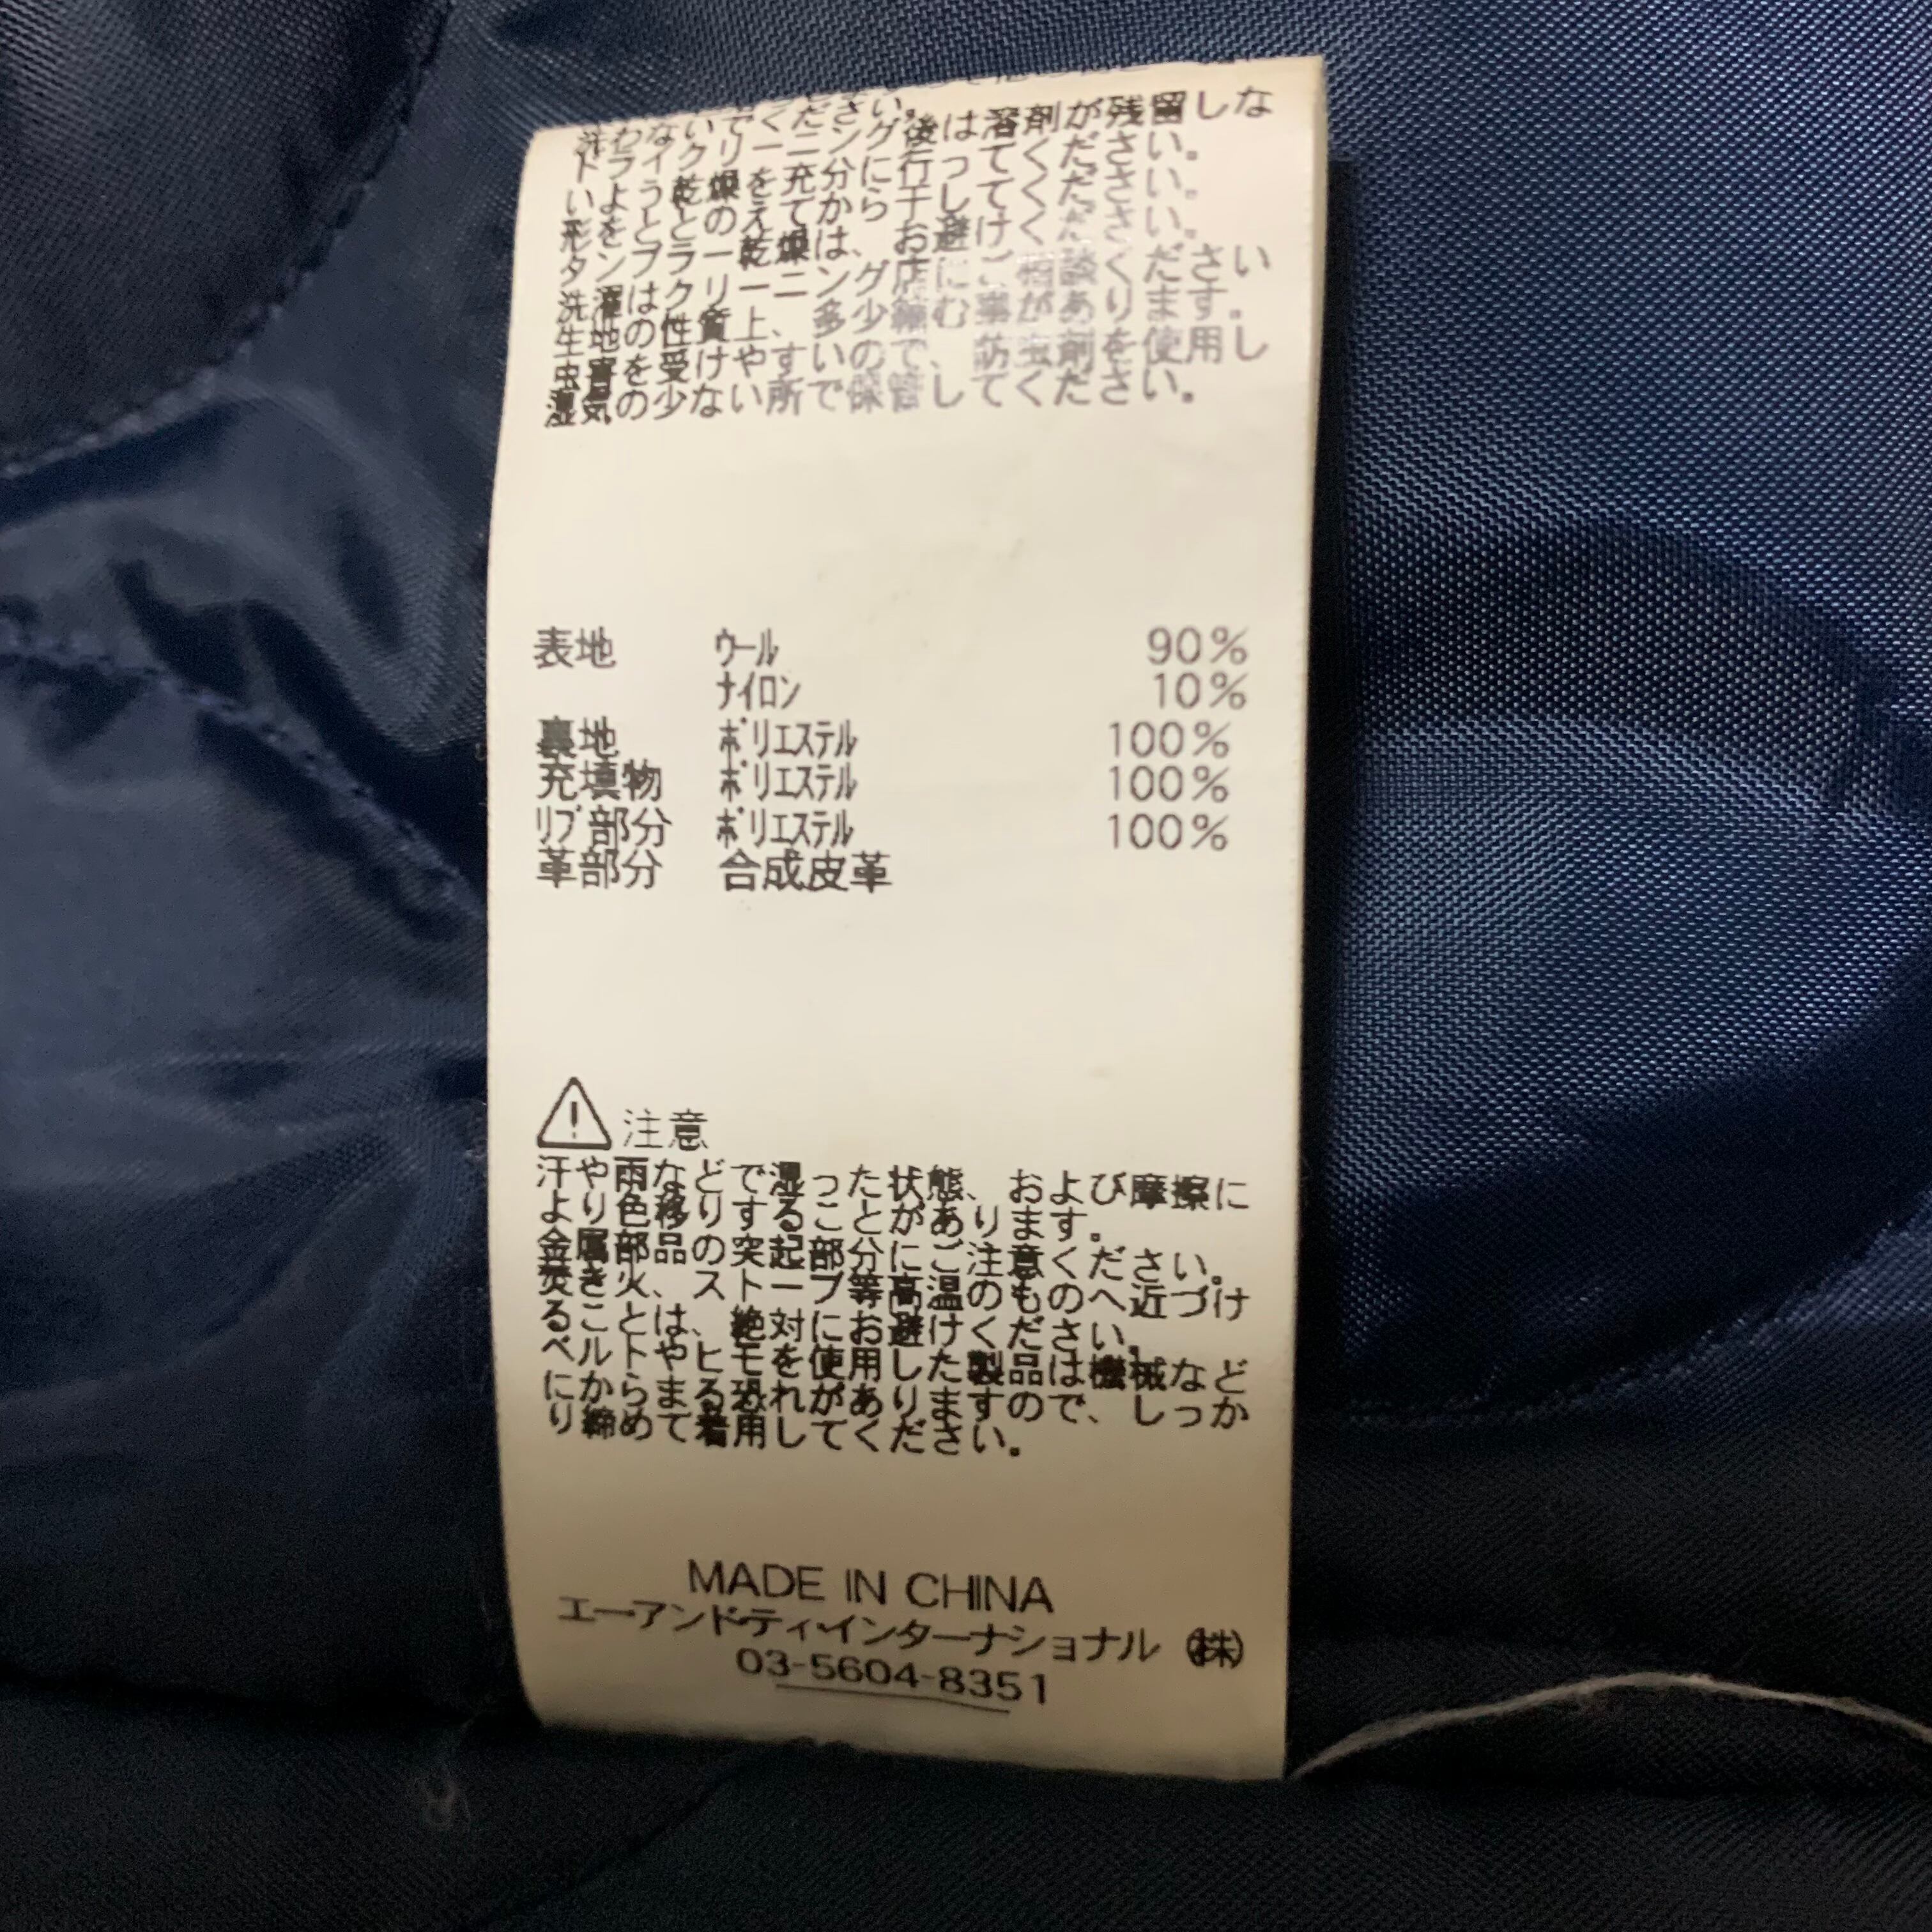 洗わないでください。
ドライクリーニング後は溶剤が残留しな
いよう乾燥を充分に行ってください。
形をととのえてから干してください。
タンブラー乾燥は、お避けください。
洗濯はクリーニング店にご相談ください
生地の性質上、多少縮む事があります。
虫害を受けやすいので、防虫剤を使用し
湿気の少ない所で保管してください。
表地 ウール 90%
ナイロン 10%
裏地 ポリエステル 100%
充填物 ポリエステル 100%
リブ部分 ポリエステル 100%
革部分 合成皮革
注意
汗や雨などで湿った状態、および摩擦に
より色移りすることがあります。
金属部品の突起部分にご注意ください。
焚き火、ストーブ等高温のものへ近づけ
ることは、絶対にお避けください。
ベルトやヒモを使用した製品は機械など
にからまる恐れがありますので、しっか
り締めて着用してください。
MADE IN CHINA
エーアンドティ・インターナショナル ㈱
03-5604-8351